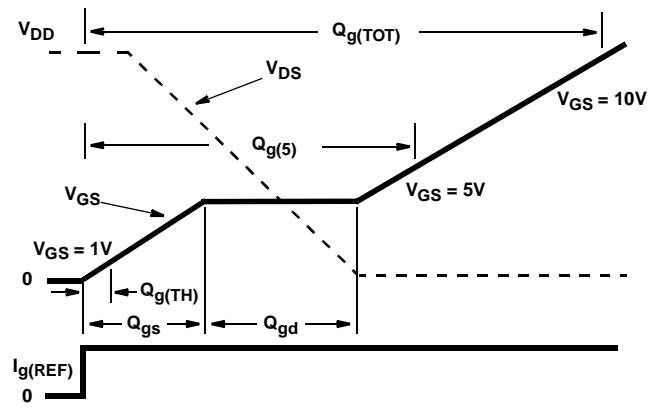 V_DD
Q_g(TOT)
V_DS
V_GS = 10V
Q_g(5)
V_GS
V_GS = 5V
V_GS = 1V
0
Q_g(TH)
Q_gs
Q_gd
I_g(REF)
0